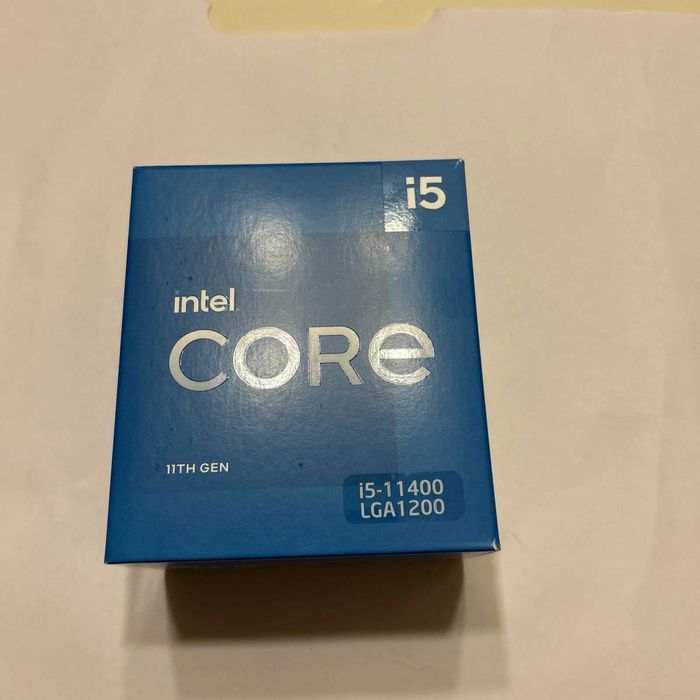 i5
intel
CORe
11TH GEN
i5-11400
LGA1200